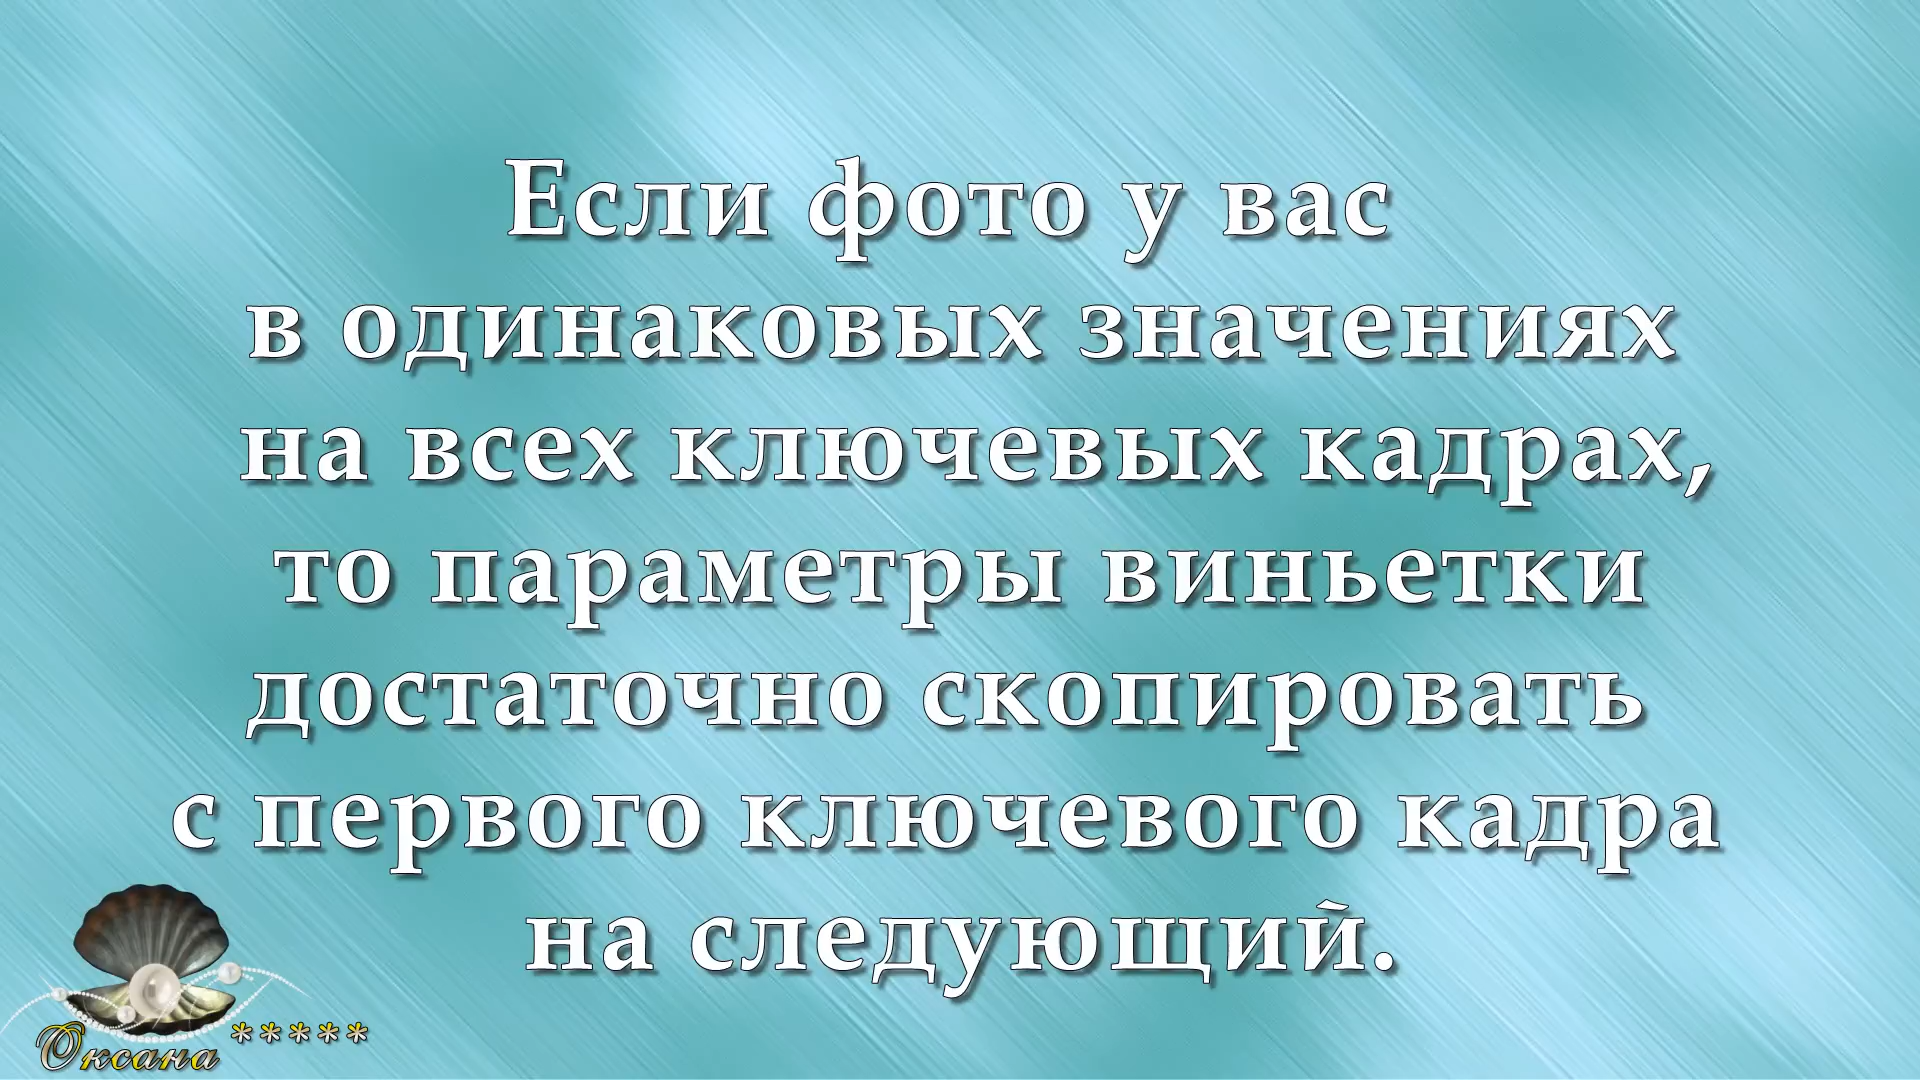 Если фото у вас
в одинаковых значениях
на всех ключевых кадрах,
то параметры виньетки
достаточно скопировать
с первого ключевого кадра
на следующий.
Оксана *****